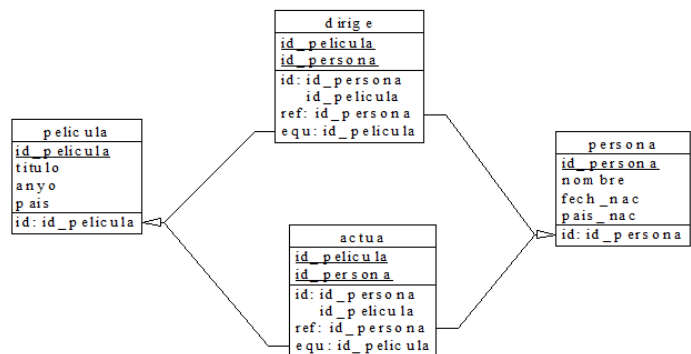 dirige
id_pelicula
id_persona
id: id_persona
id_pelicula
ref: id_persona
equ: id_pelicula
pelicula
id_pelicula
titulo
anyo
pais
id: id_pelicula
persona
id_persona
nombre
fech_nac
pais_nac
id: id_persona
actua
id_pelicula
id_persona
id: id_persona
id_pelicula
ref: id_persona
equ: id_pelicula